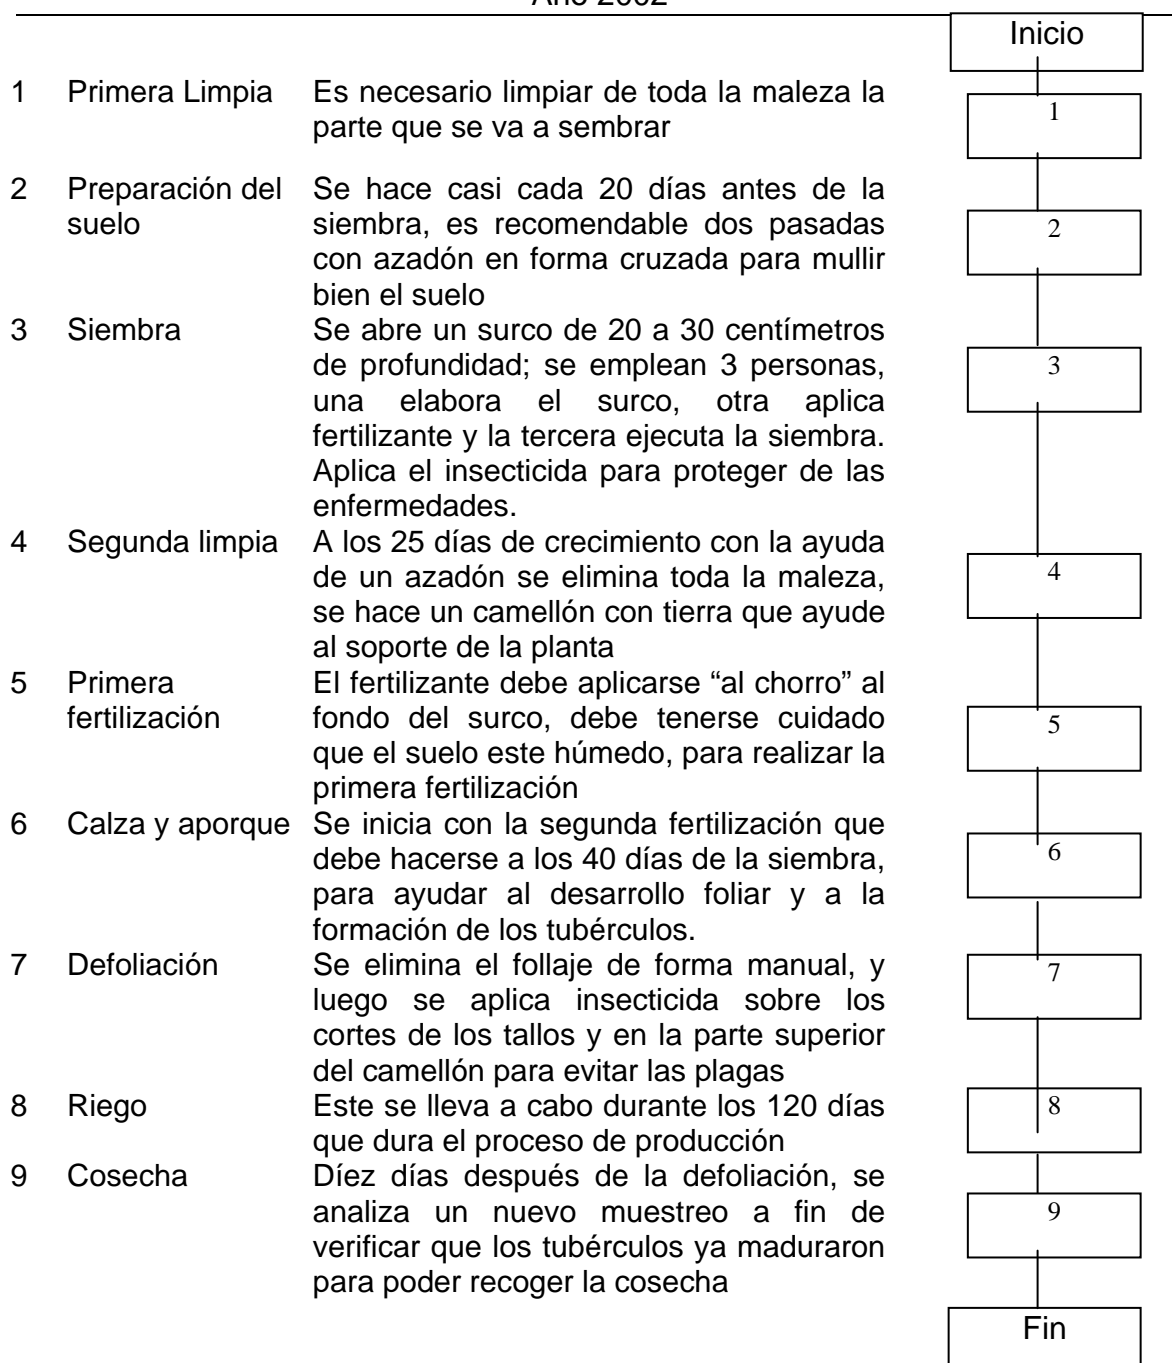 Año 2002
Inicio
1 Primera Limpia Es necesario limpiar de toda la maleza la
parte que se va a sembrar
1
2 Preparación del Se hace casi cada 20 días antes de la
suelo siembra, es recomendable dos pasadas
con azadón en forma cruzada para mullir
bien el suelo
2
3 Siembra Se abre un surco de 20 a 30 centímetros
de profundidad; se emplean 3 personas,
una elabora el surco, otra aplica
fertilizante y la tercera ejecuta la siembra.
Aplica el insecticida para proteger de las
enfermedades.
3
4 Segunda limpia A los 25 días de crecimiento con la ayuda
de un azadón se elimina toda la maleza,
se hace un camellón con tierra que ayude
al soporte de la planta
4
5 Primera El fertilizante debe aplicarse “al chorro” al
fertilización fondo del surco, debe tenerse cuidado
que el suelo este húmedo, para realizar la
primera fertilización
5
6 Calza y aporque Se inicia con la segunda fertilización que
debe hacerse a los 40 días de la siembra,
para ayudar al desarrollo foliar y a la
formación de los tubérculos.
6
7 Defoliación Se elimina el follaje de forma manual, y
luego se aplica insecticida sobre los
cortes de los tallos y en la parte superior
del camellón para evitar las plagas
7
8 Riego Este se lleva a cabo durante los 120 días
que dura el proceso de producción
8
9 Cosecha Díez días después de la defoliación, se
analiza un nuevo muestreo a fin de
verificar que los tubérculos ya maduraron
para poder recoger la cosecha
9
Fin